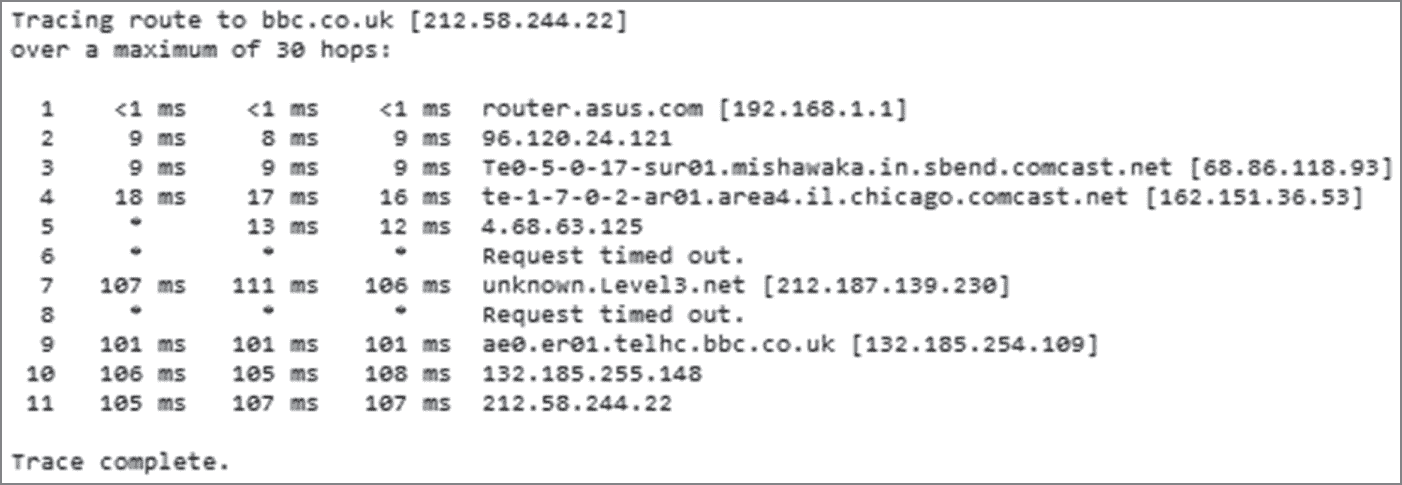 Tracing route to bbc.co.uk [212.58.244.22]
over a maximum of 30 hops:
1 <1 ms <1 ms <1 ms router.asus.com [192.168.1.1]
2 9 ms 8 ms 9 ms 96.120.24.121
3 9 ms 9 ms 9 ms Te0-5-0-17-sur01.mishawaka.in.sbend.comcast.net [68.86.118.93]
4 18 ms 17 ms 16 ms te-1-7-0-2-ar01.area4.il.chicago.comcast.net [162.151.36.53]
5 * 13 ms 12 ms 4.68.63.125
6 * * * Request timed out.
7 107 ms 111 ms 106 ms unknown.Level3.net [212.187.139.230]
8 * * * Request timed out.
9 101 ms 101 ms 101 ms ae0.er01.telhc.bbc.co.uk [132.185.254.109]
10 106 ms 105 ms 108 ms 132.185.255.148
11 105 ms 107 ms 107 ms 212.58.244.22
Trace complete.